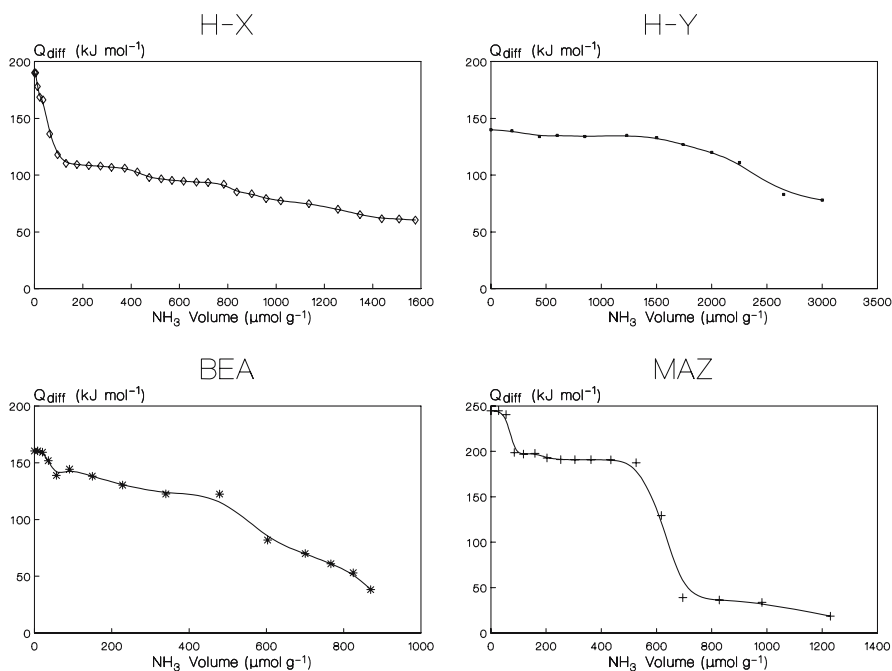 H-X
Q diff (kJ mol⁻¹)
200
150
100
50
0
0 200 400 600 800 1000 1200 1400 1600
NH₃ Volume (μmol g⁻¹)
H-Y
Q diff (kJ mol⁻¹)
200
150
100
50
0
0 500 1000 1500 2000 2500 3000 3500
NH₃ Volume (μmol g⁻¹)
BEA
Q diff (kJ mol⁻¹)
200
150
100
50
0
0 200 400 600 800 1000
NH₃ Volume (μmol g⁻¹)
MAZ
Q diff (kJ mol⁻¹)
250
200
150
100
50
0
0 200 400 600 800 1000 1200 1400
NH₃ Volume (μmol g⁻¹)